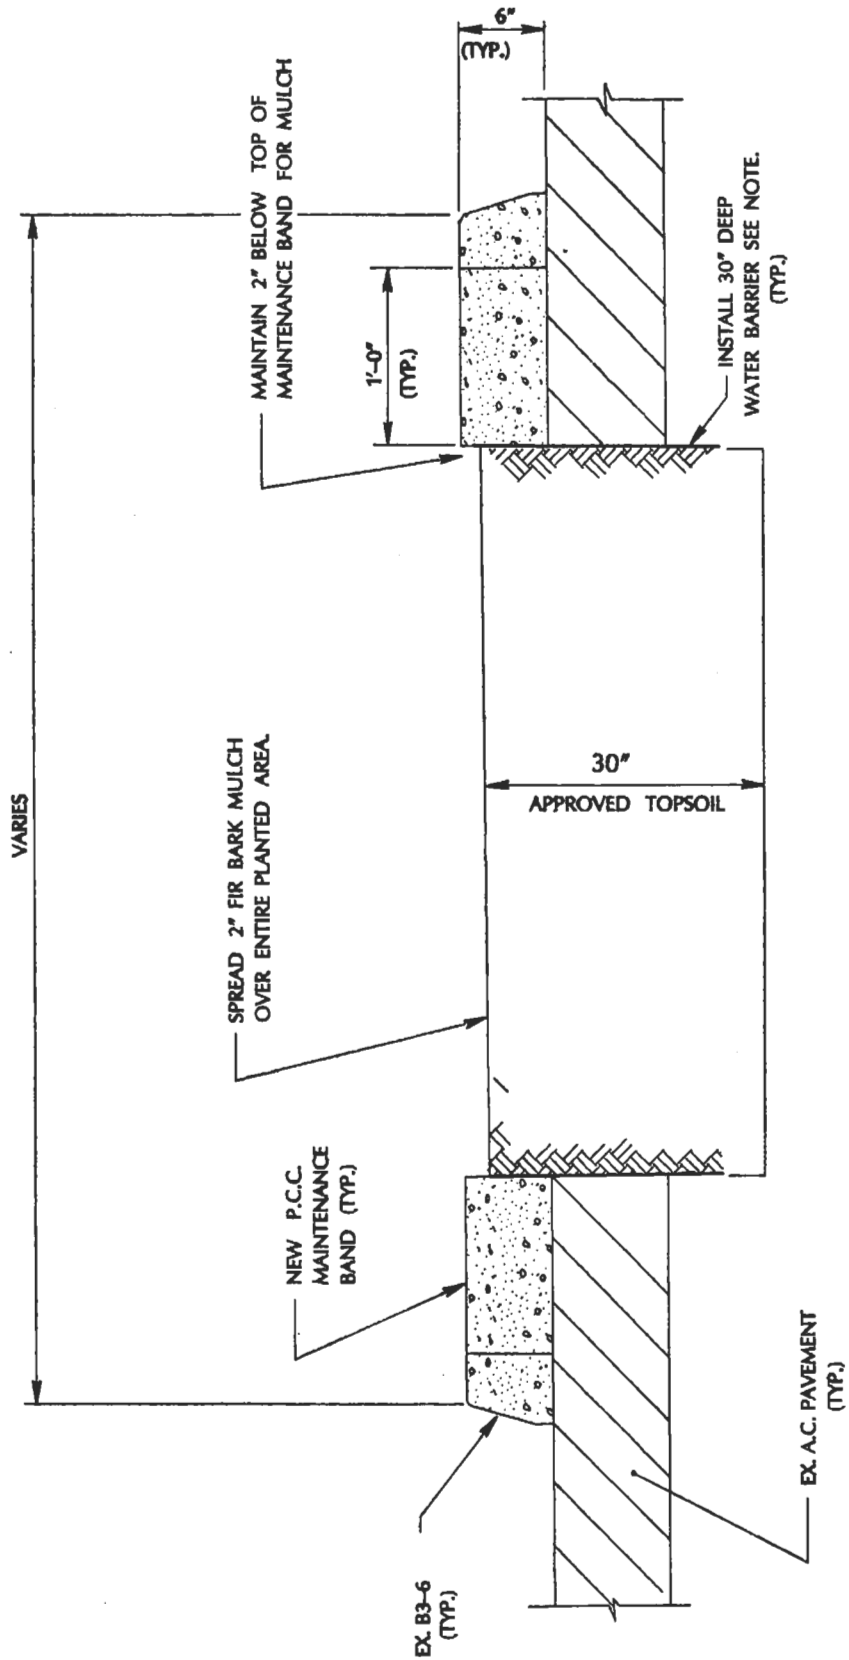 VARIES
6"
(TYP.)
MAINTAIN 2" BELOW TOP OF
MAINTENANCE BAND FOR MULCH
1'-0"
(TYP.)
SPREAD 2" FIR BARK MULCH
OVER ENTIRE PLANTED AREA.
NEW P.C.C.
MAINTENANCE
BAND (TYP.)
EX. B3-6
(TYP.)
30"
APPROVED TOPSOIL
INSTALL 30" DEEP
WATER BARRIER SEE NOTE.
(TYP.)
EX. A.C. PAVEMENT
(TYP.)